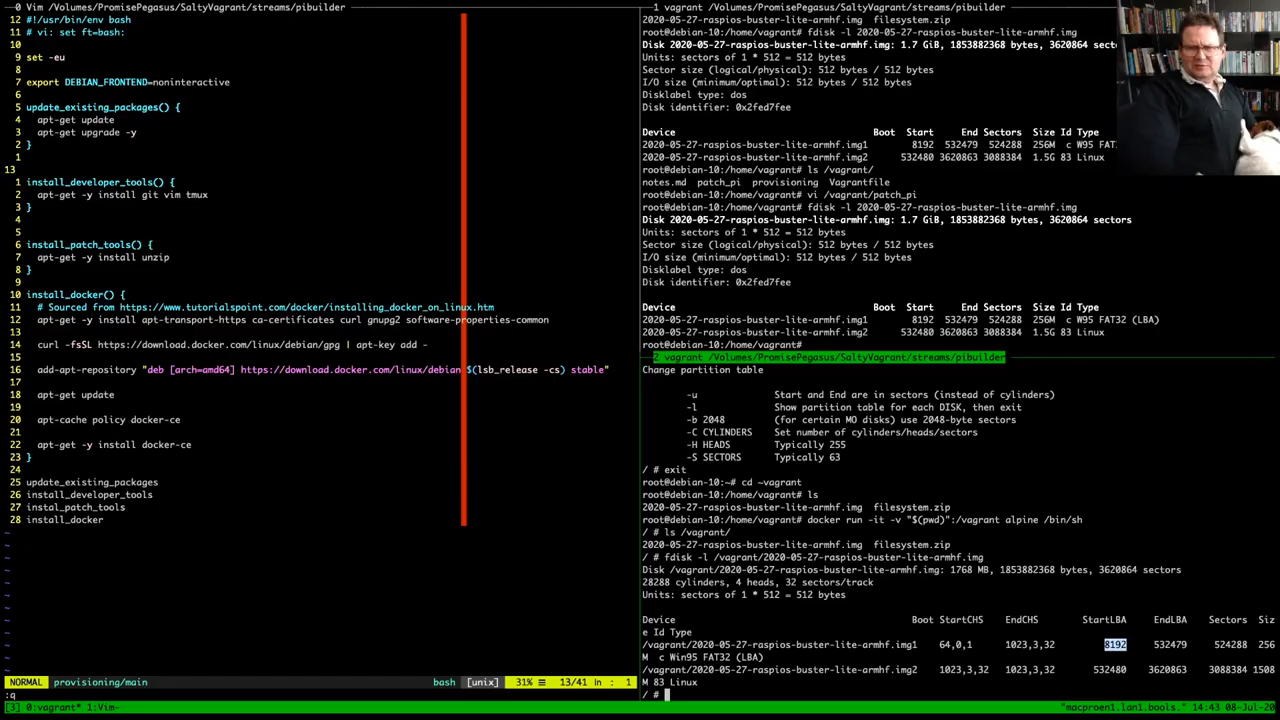 0 Vim /Volumes/PromisePegasus/SaltyVagrant/streams/pibuilder
12 #!/usr/bin/env bash
11 # vi: set ft=bash:
10
9 set -eu
8
7 export DEBIAN_FRONTEND=noninteractive
6
5 update_existing_packages() {
4 apt-get update
3 apt-get upgrade -y
2 }
1
13
1 install_developer_tools() {
2 apt-get -y install git vim tmux
3 }
4
5
6 install_patch_tools() {
7 apt-get -y install unzip
8 }
9
10 install_docker() {
11 # Sourced from https://www.tutorialspoint.com/docker/installing_docker_on_linux.htm
12 apt-get -y install apt-transport-https ca-certificates curl gnupg2 software-properties-common
13
14 curl -fsSL https://download.docker.com/linux/debian/gpg | apt-key add -
15
16 add-apt-repository "deb [arch=amd64] https://download.docker.com/linux/debian $(lsb_release -cs) stable"
17
18 apt-get update
19
20 apt-cache policy docker-ce
21
22 apt-get -y install docker-ce
23 }
24
25 update_existing_packages
26 install_developer_tools
27 instal_patch_tools
28 install_docker
~
~
~
~
~
~
~
~
~
~
~
~
NORMAL provisioning/main bash [unix] 31% ☰ 13/41 ln : 1
:q
1 vagrant /Volumes/PromisePegasus/SaltyVagrant/streams/pibuilder
2020-05-27-raspios-buster-lite-armhf.img filesystem.zip
root@debian-10:/home/vagrant# fdisk -l 2020-05-27-raspios-buster-lite-armhf.img
Disk 2020-05-27-raspios-buster-lite-armhf.img: 1.7 GiB, 1853882368 bytes, 3620864 secto
Units: sectors of 1 * 512 = 512 bytes
Sector size (logical/physical): 512 bytes / 512 bytes
I/O size (minimum/optimal): 512 bytes / 512 bytes
Disklabel type: dos
Disk identifier: 0x2fed7fee

Device Boot Start End Sectors Size Id Type
2020-05-27-raspios-buster-lite-armhf.img1 8192 532479 524288 256M c W95 FAT3
2020-05-27-raspios-buster-lite-armhf.img2 532480 3620863 3088384 1.5G 83 Linux
root@debian-10:/home/vagrant# ls /vagrant/
notes.md patch_pi provisioning Vagrantfile
root@debian-10:/home/vagrant# vi /vagrant/patch_pi
root@debian-10:/home/vagrant# fdisk -l 2020-05-27-raspios-buster-lite-armhf.img
Disk 2020-05-27-raspios-buster-lite-armhf.img: 1.7 GiB, 1853882368 bytes, 3620864 sectors
Units: sectors of 1 * 512 = 512 bytes
Sector size (logical/physical): 512 bytes / 512 bytes
I/O size (minimum/optimal): 512 bytes / 512 bytes
Disklabel type: dos
Disk identifier: 0x2fed7fee

Device Boot Start End Sectors Size Id Type
2020-05-27-raspios-buster-lite-armhf.img1 8192 532479 524288 256M c W95 FAT32 (LBA)
2020-05-27-raspios-buster-lite-armhf.img2 532480 3620863 3088384 1.5G 83 Linux
root@debian-10:/home/vagrant#
2 vagrant /Volumes/PromisePegasus/SaltyVagrant/streams/pibuilder
Change partition table

-u Start and End are in sectors (instead of cylinders)
-l Show partition table for each DISK, then exit
-b 2048 (for certain MO disks) use 2048-byte sectors
-C CYLINDERS Set number of cylinders/heads/sectors
-H HEADS Typically 255
-S SECTORS Typically 63
/ # exit
root@debian-10:~# cd ~vagrant
root@debian-10:/home/vagrant# ls
2020-05-27-raspios-buster-lite-armhf.img filesystem.zip
root@debian-10:/home/vagrant# docker run -it -v "$(pwd)":/vagrant alpine /bin/sh
/ # ls /vagrant/
2020-05-27-raspios-buster-lite-armhf.img filesystem.zip
/ # fdisk -l /vagrant/2020-05-27-raspios-buster-lite-armhf.img
Disk /vagrant/2020-05-27-raspios-buster-lite-armhf.img: 1768 MB, 1853882368 bytes, 3620864 sectors
28288 cylinders, 4 heads, 32 sectors/track
Units: sectors of 1 * 512 = 512 bytes

Device Boot StartCHS EndCHS StartLBA EndLBA Sectors Siz
e Id Type
/vagrant/2020-05-27-raspios-buster-lite-armhf.img1 64,0,1 1023,3,32 8192 532479 524288 256
M c Win95 FAT32 (LBA)
/vagrant/2020-05-27-raspios-buster-lite-armhf.img2 1023,3,32 1023,3,32 532480 3620863 3088384 1508
M 83 Linux
/ #
[3] 0:vagrant* 1:Vim- "macproen1.lan1.bools." 14:43 08-Jul-20